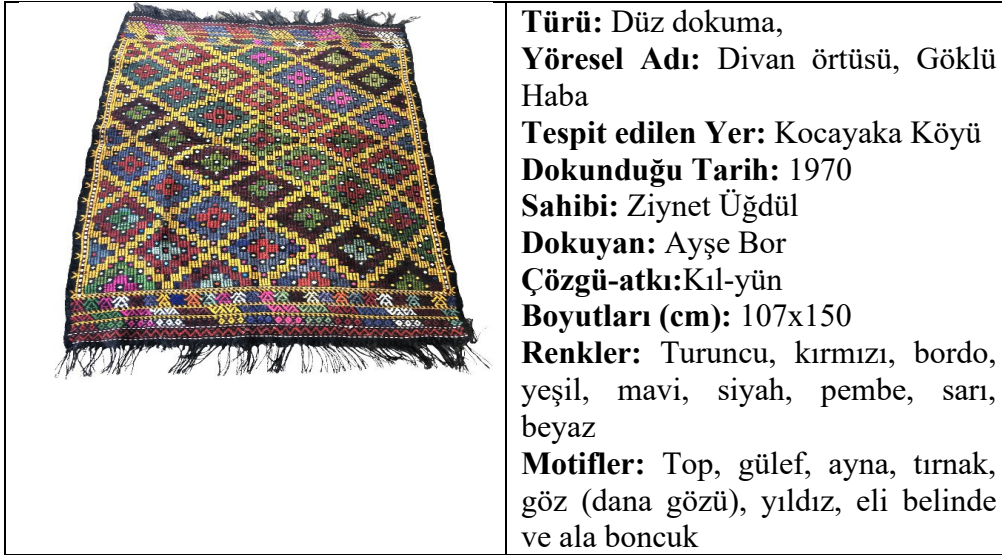 Türü: Düz dokuma,
Yöresel Adı: Divan örtüsü, Göklü
Haba
Tespit edilen Yer: Kocayaka Köyü
Dokunduğu Tarih: 1970
Sahibi: Ziynet Üğdül
Dokuyan: Ayşe Bor
Çözgü-atkı:Kıl-yün
Boyutları (cm): 107x150
Renkler: Turuncu, kırmızı, bordo,
yeşil, mavi, siyah, pembe, sarı,
beyaz
Motifler: Top, gülef, ayna, tırnak,
göz (dana gözü), yıldız, eli belinde
ve ala boncuk